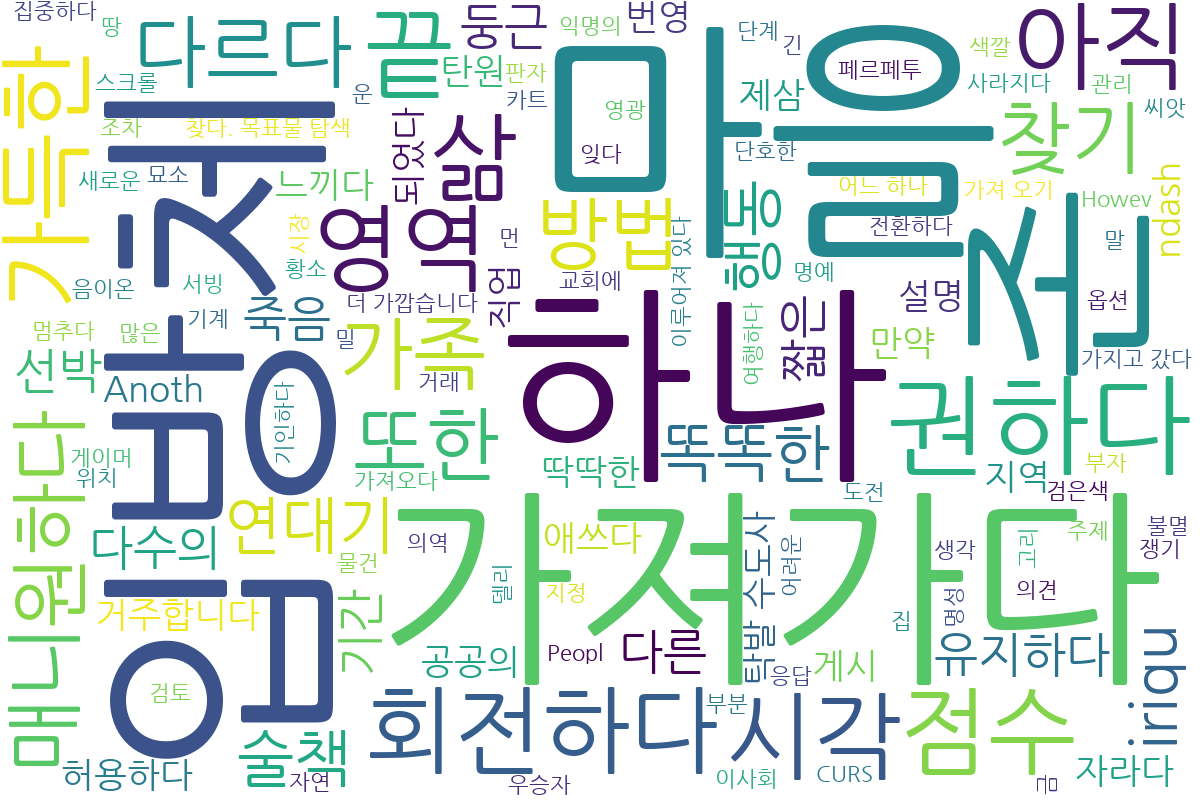 집중하다
땅
다르다
끝
둥근
익명의
번영
단계
긴
마을
아직
색깔
페르페투
사라지다
관리
씨앗
가득한
스크롤
운
탄원
판자
카트
영광
제삼
찾기
조차
찾다. 목표물 탐색
삶
되었다
잊다
단호한
새로운
묘소
느끼다
방법
행동
어느 하나
가져 오기
Howev
ndash
시장
영역
먼
전환하다
말
전
음이온
서빙
황소
직업
교회에
이루어져 있다
명예
설명
옵션
멈추다
많은
기계
죽음
더 가깝습니다
밀
가족
하나
여행하다
짧은
만약
가지고 갔다
선박
Anoth
거래
기인하다
입방체
또한
똑똑한
권하다
게이머
위치
가져오다
딱딱한
도전
지역
부자
검은색
매니원하다
다수의
연대기
의역
애쓰다
가져가다
생각
고리
주제
불멸
쟁기
물건
델리
지정
탁발 수도사
어려운
의견
거주합니다
기간
집
명성
공공의
Peopl
다른
응답
게시
유지하다
iriqu
검토
회전하다
부분
시각
점수
술책
허용하다
자연
우승자
이사회
CURS
금
자라다